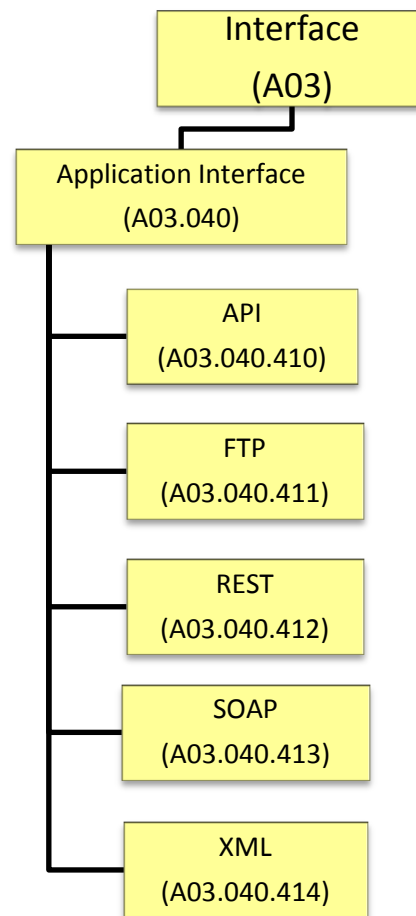 Interface
(A03)
Application Interface
(A03.040)
API
(A03.040.410)
FTP
(A03.040.411)
REST
(A03.040.412)
SOAP
(A03.040.413)
XML
(A03.040.414)